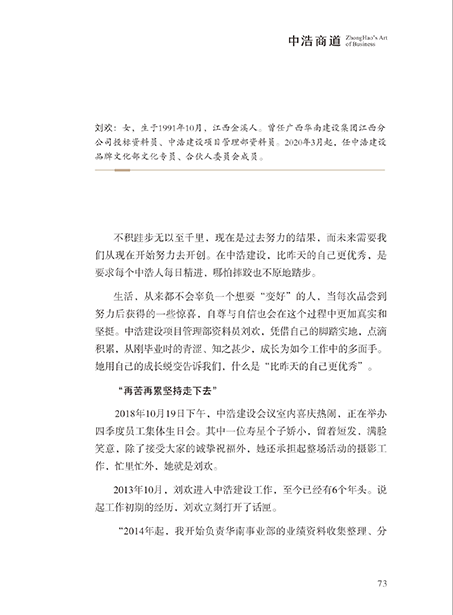 中浩商道
ZhongHao's Art
of Business
刘欢：女，生于1991年10月，江西金溪人。曾任广西华南建设集团江西分
公司投标资料员、中浩建设项目管理部资料员。2020年3月起，任中浩建设
品牌文化部文化专员、合伙人委员会成员。
不积跬步无以至千里，现在是过去努力的结果，而未来需要我
们从现在开始努力去开创。在中浩建设，比昨天的自己更优秀，是
要求每个中浩人每日精进，哪怕摔跤也不原地踏步。
生活，从来都不会辜负一个想要“变好”的人，当每次品尝到
努力后获得的一些惊喜，自尊与自信也会在这个过程中更加真实和
坚挺。中浩建设项目管理部资料员刘欢，凭借自己的脚踏实地，点滴
积累，从刚毕业时的青涩、知之甚少，成长为如今工作中的多面手。
她用自己的成长蜕变告诉我们，什么是“比昨天的自己更优秀”。
“再苦再累坚持走下去”
2018年10月19日下午，中浩建设会议室内喜庆热闹，正在举办
四季度员工集体生日会。其中一位寿星个子娇小，留着短发，满脸
笑意，除了接受大家的诚挚祝福外，她还承担起整场活动的摄影工
作，忙里忙外，她就是刘欢。
2013年10月，刘欢进入中浩建设工作，至今已经有6个年头。说
起工作初期的经历，刘欢立刻打开了话匣。
“2014年起，我开始负责华南事业部的业绩资料收集整理、分
73